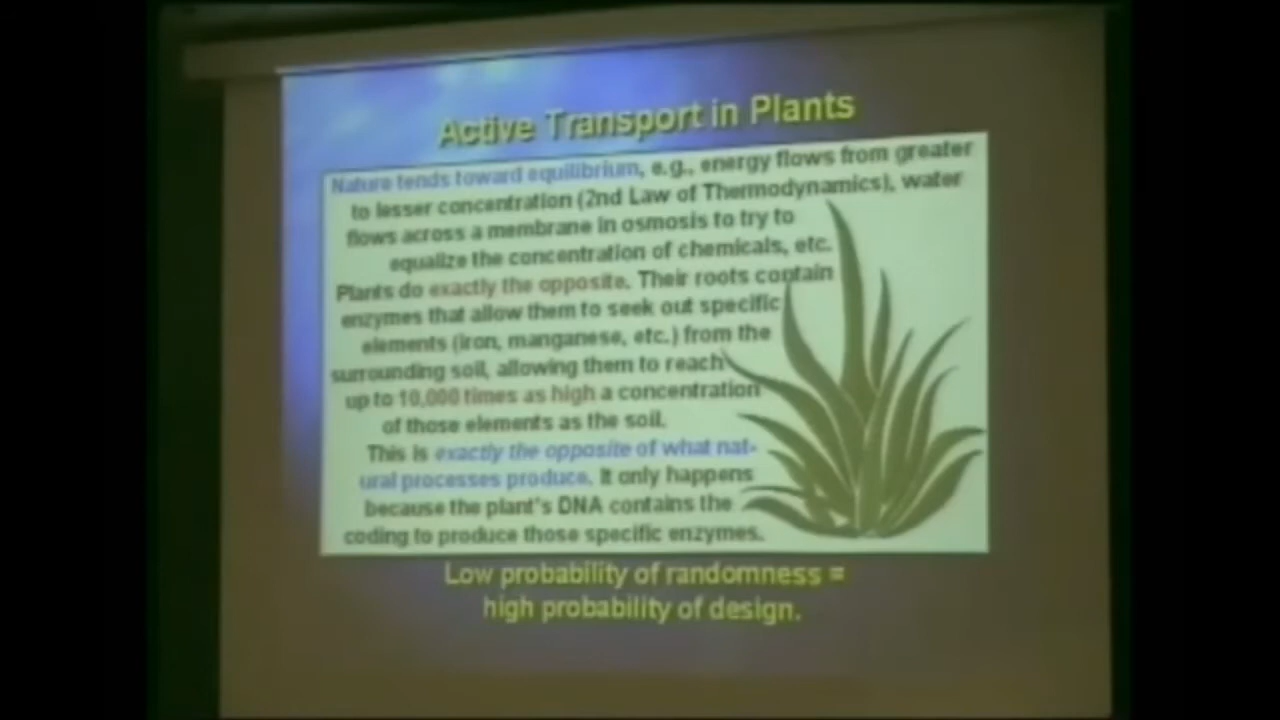 Active Transport in Plants
Nature tends toward equilibrium, e.g., energy flows from greater
to lesser concentration (2nd Law of Thermodynamics), water
flows across a membrane in osmosis to try to
equalize the concentration of chemicals, etc.
Plants do exactly the opposite. Their roots contain
enzymes that allow them to seek out specific
elements (iron, manganese, etc.) from the
surrounding soil, allowing them to reach
up to 10,000 times as high a concentration
of those elements as the soil.
This is exactly the opposite of what nat-
ural processes produce. It only happens
because the plant's DNA contains the
coding to produce those specific enzymes.
Low probability of randomness =
high probability of design.